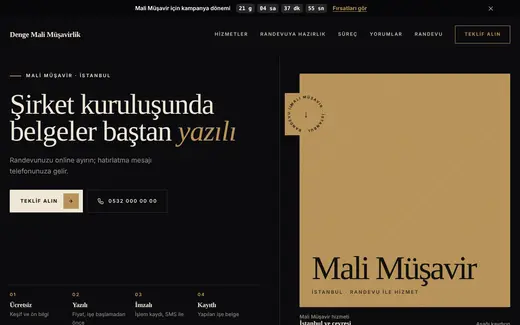 Mali Müşavir için kampanya dönemi 21 g 04 sa 37 dk 55 sn Fırsatları gör ×
Denge Mali Müşavirlik
HİZMETLER RANDEVUYA HAZIRLIK SÜREÇ YORUMLAR RANDEVU TEKLİF ALIN
MALİ MÜŞAVİR · İSTANBUL
Şirket kuruluşunda
belgeler baştan yazılı
Randevunuzu online ayırın; hatırlatma mesajı
telefonunuza gelir.
TEKLİF ALIN
0532 000 00 00
01
Ücretsiz
Keşif ve ön bilgi
02
Yazılı
Fiyat, işe başlamadan
önce
03
İmzalı
İşlem kaydı, SMS ile
04
Kayıtlı
Yapılan işe belge
Mali Müşavir
İSTANBUL · RANDEVU İLE HİZMET
Mali Müşavir hizmeti
İstanbul ve çevresi